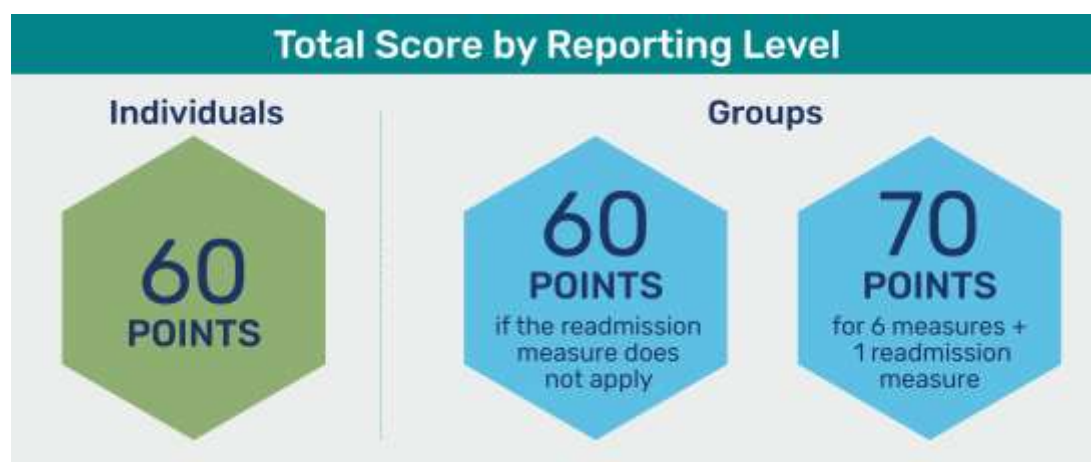 Total Score by Reporting Level
Individuals
60
POINTS
Groups
60
POINTS
if the readmission
measure does
not apply
70
POINTS
for 6 measures +
1 readmission
measure